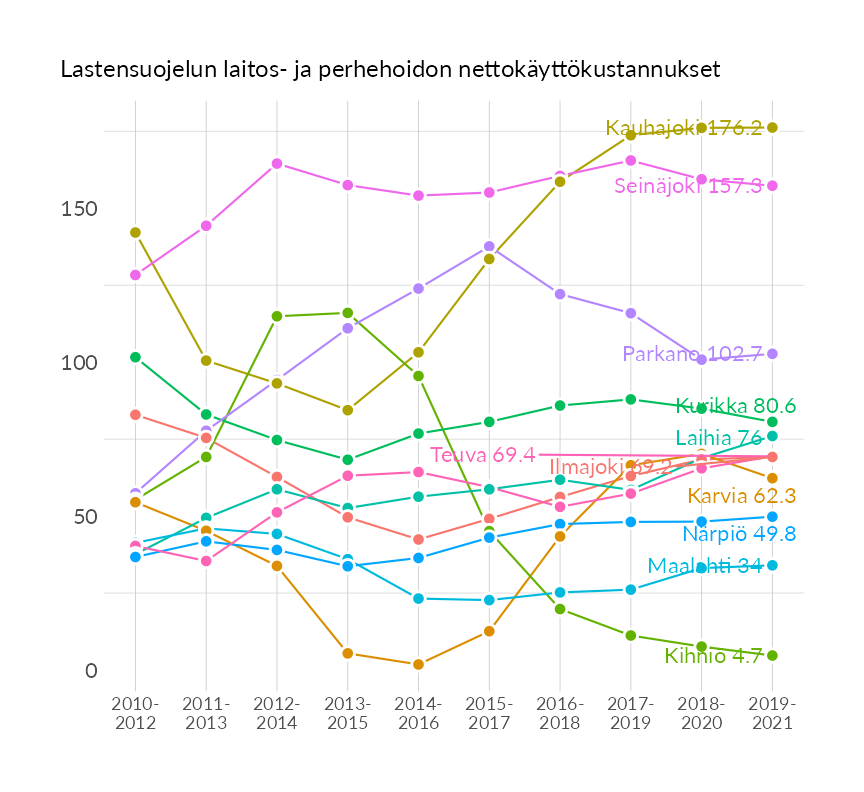 Lastensuojelun laitos- ja perhehoidon nettokäyttökustannukset
Kauhajoki 176.2
Seinäjoki 157.3
150
Parkano 102.7
100
Kurikka 80.6
Laihia 76
Teuva 69.4
Ilmajoki 69.2
Karvia 62.3
50
Närpiö 49.8
Maalahti 34
Kihniö 4.7
0
2010- 2011- 2012- 2013- 2014- 2015- 2016- 2017- 2018- 2019-
2012 2013 2014 2015 2016 2017 2018 2019 2020 2021